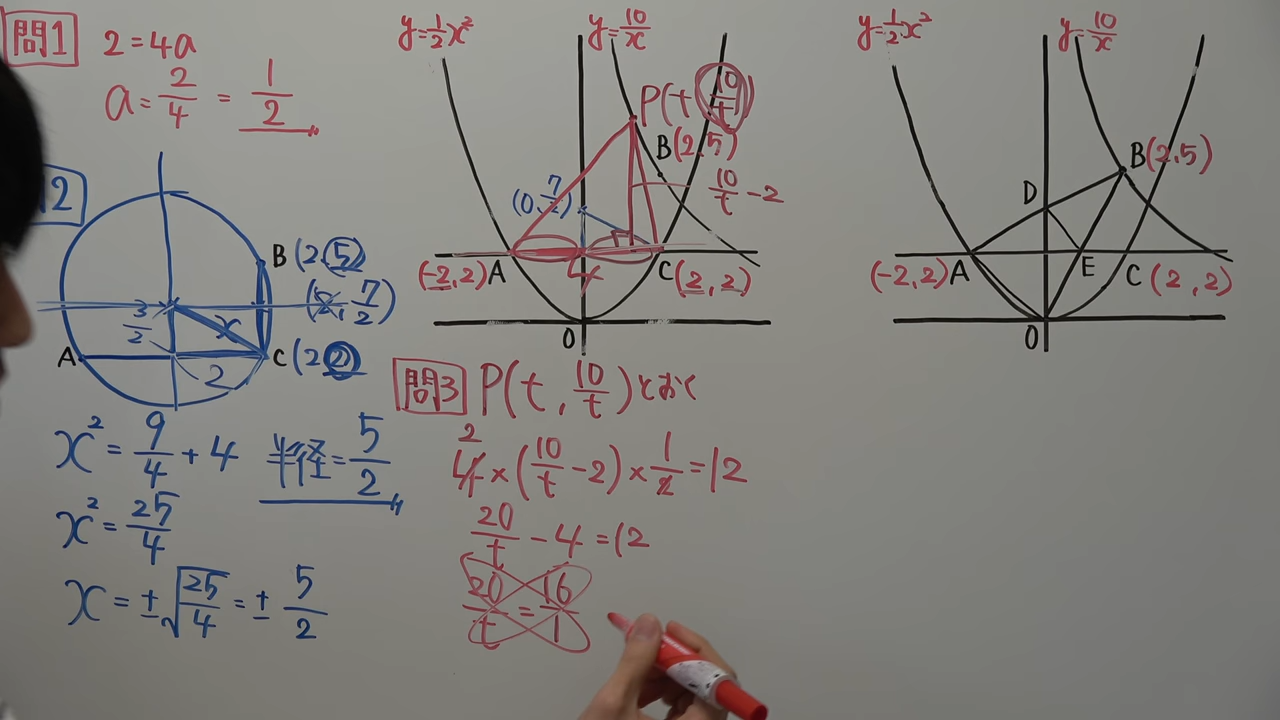 問1
2=4a
a=2/4=1/2
2
B(2,5)
(2,7/2)
3/2
x
A
2
C(2,2)
x²=9/4+4
半径=5/2
x²=25/4
x=±√25/4=±5/2
y=1/2x²
y=10/x
P(t,10/t)
B(2,5)
(0,7/2)
10/t-2
(-2,2)A
4
C(2,2)
O
問3 P(t,10/t)とおく
2
4×(10/t-2)×1/2=12
20/t-4=12
20/t=16/1
y=1/2x²
y=10/x
B(2,5)
D
(-2,2)A
E
C(2,2)
O